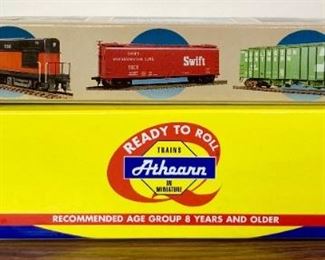 Swift
READY TO ROLL
TRAINS
Athearn
IN
MINIATURE
RECOMMENDED AGE GROUP 8 YEARS AND OLDER